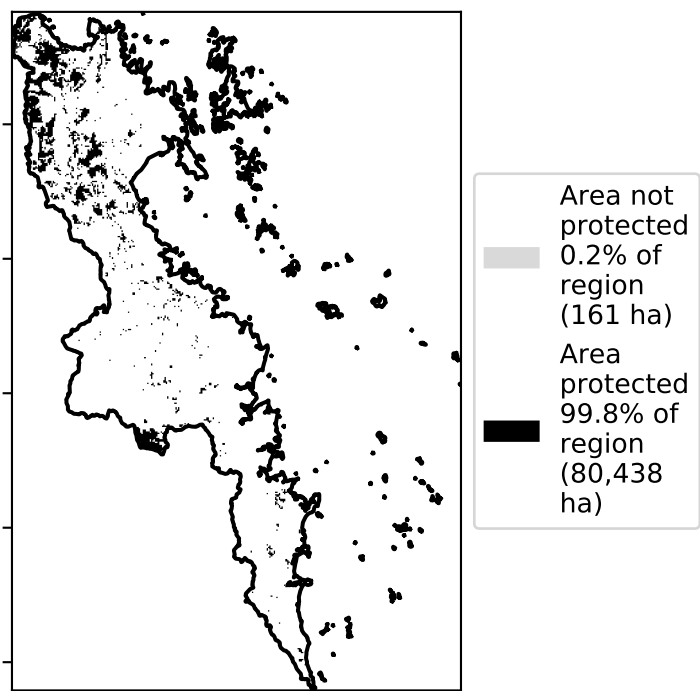 Area not
protected
0.2% of
region
(161 ha)
Area
protected
99.8% of
region
(80,438
ha)